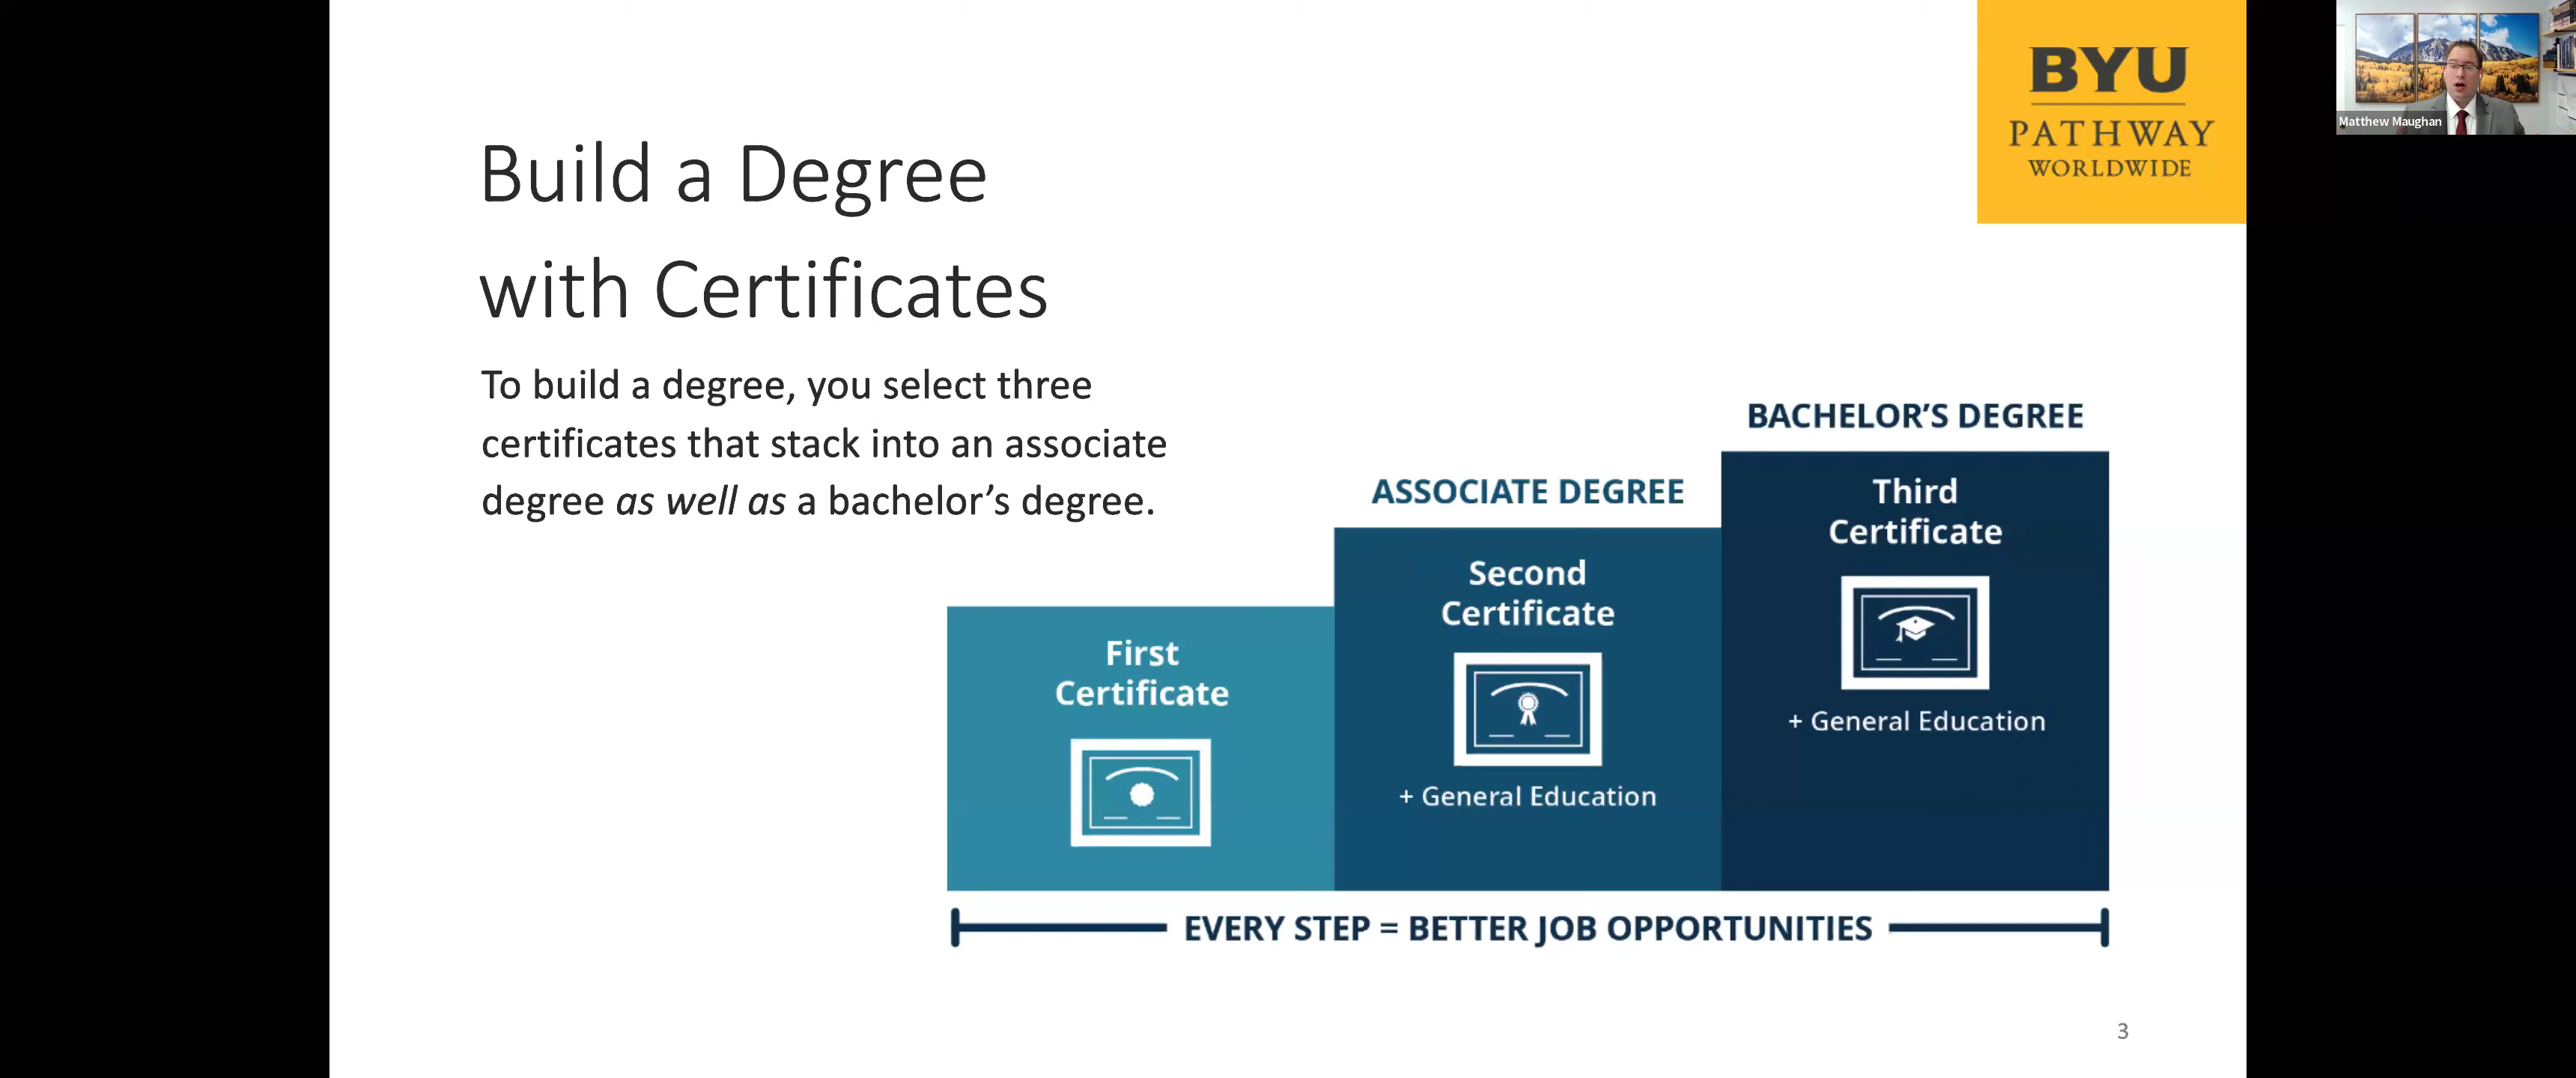 Build a Degree
with Certificates
To build a degree, you select three
certificates that stack into an associate
degree as well as a bachelor’s degree.
BYU
PATHWAY
WORLDWIDE
Matthew Maughan
First
Certificate
ASSOCIATE DEGREE
Second
Certificate
+ General Education
BACHELOR’S DEGREE
Third
Certificate
+ General Education
EVERY STEP = BETTER JOB OPPORTUNITIES
3